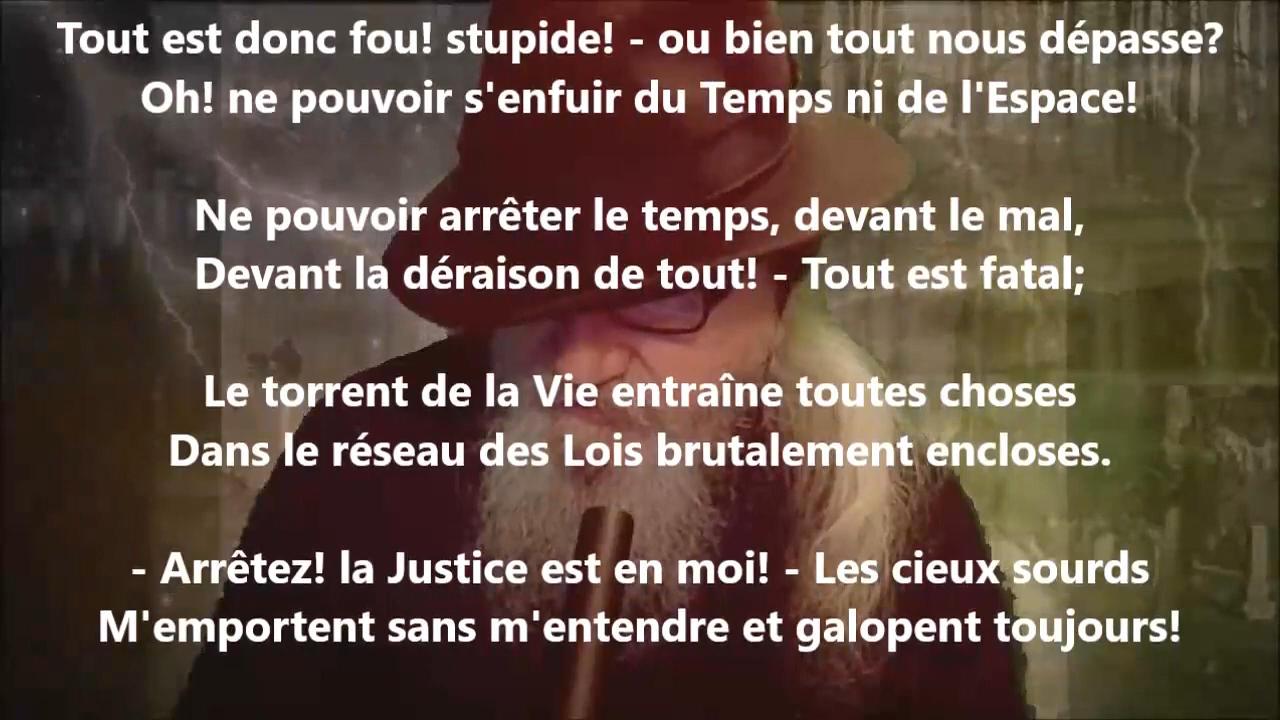 Tout est donc fou! stupide! - ou bien tout nous dépasse?
Oh! ne pouvoir s'enfuir du Temps ni de l'Espace!
Ne pouvoir arrêter le temps, devant le mal,
Devant la déraison de tout! - Tout est fatal;
Le torrent de la Vie entraîne toutes choses
Dans le réseau des Lois brutalement encloses.
- Arrêtez! la Justice est en moi! - Les cieux sourds
M'emportent sans m'entendre et galopent toujours!